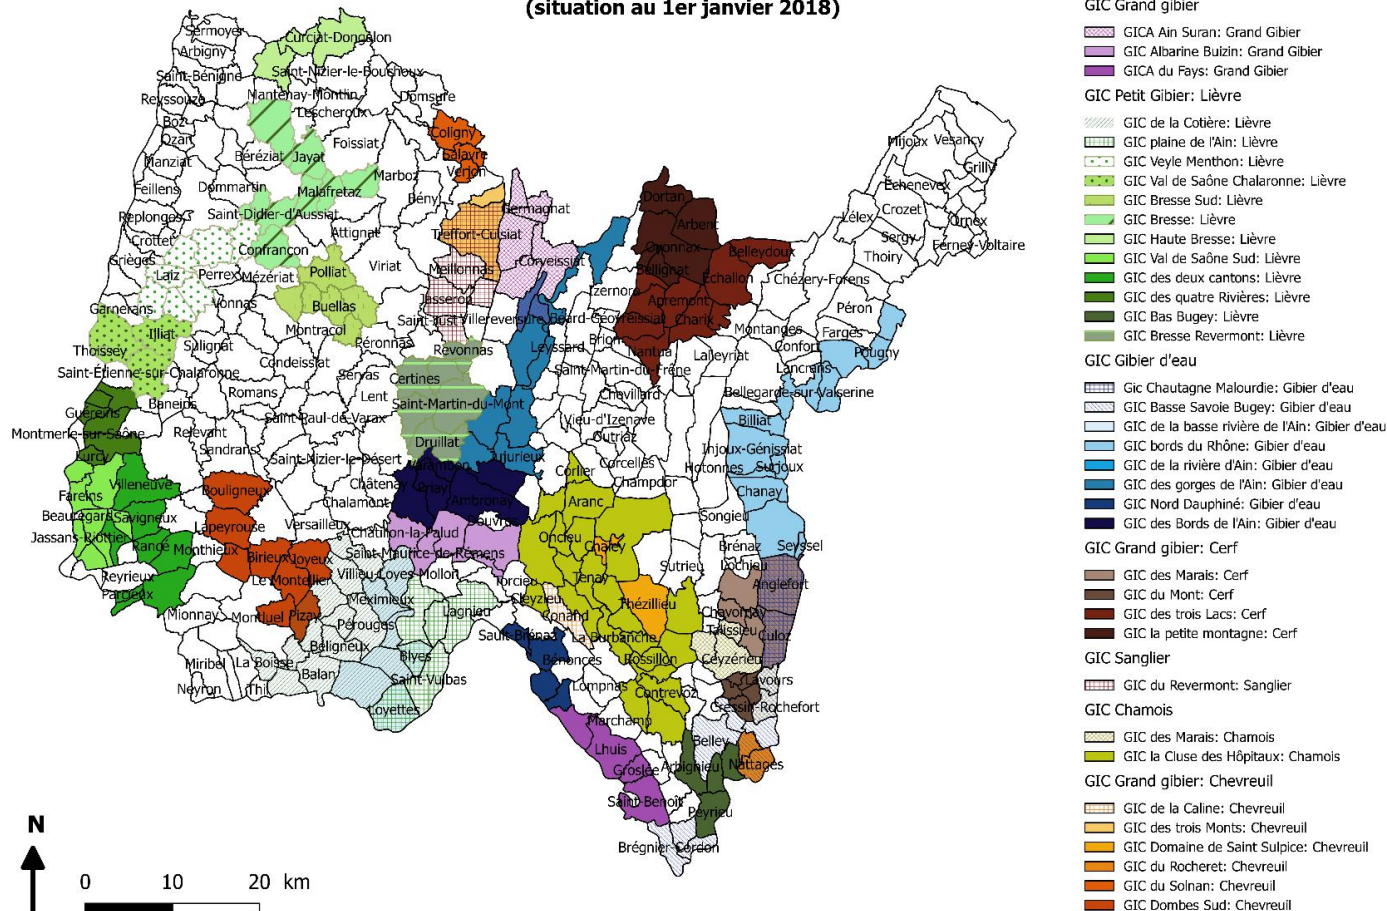 (situation au 1er janvier 2018)
Sermoyer
Arbigny
Curciat-Dongalon
Saint-Bénigne
Saint-Nizier-le-Bouchoux
Reyssouze
Mantenay-Montlin
Domsure
Lescheroux
Boz
Ozan
Foissiat
Coligny
Manziat
Béréziat
Jayat
Salavre
Verjon
Feillens
Dommartin
Malafretaz
Marboz
Bény
Replonges
Saint-Didier-d'Aussiat
Germagnat
Crottet
Confrançon
Attignat
Treffort-Cuisiat
Grièges
Laiz
Perrex
Mézériat
Polliat
Viriat
Meillonnas
Corveissiat
Garnerans
Vonnas
Buellas
Jasseron
Illiat
Montracol
Saint-Just
Villereversure
Thoissey
Sulignat
Péronnas
Revonnas
Leyssard
Saint-Étienne-sur-Chalaronne
Condeissiat
Servas
Certines
Baneins
Romans
Lent
Saint-Martin-du-Mont
Guéreins
Saint-Paul-de-Varax
Montmerle-sur-Saône
Relevant
Sandrans
Druillat
Lurcy
Saint-Nizier-le-Désert
Varambon
Jujurieux
Villeneuve
Bouligneux
Châtenay
Priay
Ambronay
Fareins
Chalamont
Beauregard
Savigneux
Lapeyrouse
Versailleux
Châtillon-la-Palud
Douvres
Jassans-Riottier
Rancé
Monthieux
Birieux
Joyeux
Saint-Maurice-de-Rémens
Reyrieux
Le Montellier
Villieu-Loyes-Mollon
Torcieu
Parcieux
Méximieux
Lagnieu
Cleyzieu
Mionnay
Montluel
Pizay
Pérouges
Conand
Béligneux
Sault-Brénaz
Miribel
La Boisse
Balan
Blyes
Bénonces
Neyron
Thil
Saint-Vulbas
Loyettes
Lompnas
Marchamp
Lhuis
Groslée
Saint-Benoît
Brégnier-Cordon
Dortan
Arbent
Oyonnax
Bellignat
Belleydoux
Échallon
Izernore
Apremont
Béard-Géovreissiat
Charix
Brion
Nantua
Montanges
Confort
Lalleyriat
Saint-Martin-du-Frêne
Lancrans
Chevillard
Bellegarde-sur-Valserine
Vieu-d'Izenave
Outriaz
Billiat
Corcelles
Injoux-Génissiat
Corlier
Hotonnes
Surjoux
Champdor
Aranc
Chanay
Songieu
Oncieu
Chaley
Brénaz
Seyssel
Tenay
Sutrieu
Lochieu
Anglefort
Thézillieu
Chavornay
La Burbanche
Talissieu
Culoz
Rossillon
Ceyzérieu
Contrevoz
Lavours
Cressin-Rochefort
Belley
Arbignieu
Nattages
Peyrieu
Mijoux
Vesancy
Grilly
Echenevex
Crozet
Lélex
Ornex
Sergy
Ferney-Voltaire
Thoiry
Chézery-Forens
Péron
Farges
Pougny
N
0 10 20 km
GIC Grand gibier
GICA Ain Suran: Grand Gibier
GIC Albarine Buizin: Grand Gibier
GICA du Fays: Grand Gibier
GIC Petit Gibier: Lièvre
GIC de la Cotière: Lièvre
GIC plaine de l'Ain: Lièvre
GIC Veyle Menthon: Lièvre
GIC Val de Saône Chalaronne: Lièvre
GIC Bresse Sud: Lièvre
GIC Bresse: Lièvre
GIC Haute Bresse: Lièvre
GIC Val de Saône Sud: Lièvre
GIC des deux cantons: Lièvre
GIC des quatre Rivières: Lièvre
GIC Bas Bugey: Lièvre
GIC Bresse Revermont: Lièvre
GIC Gibier d'eau
Gic Chautagne Malourdie: Gibier d'eau
GIC Basse Savoie Bugey: Gibier d'eau
GIC de la basse rivière de l'Ain: Gibier d'eau
GIC bords du Rhône: Gibier d'eau
GIC de la rivière d'Ain: Gibier d'eau
GIC des gorges de l'Ain: Gibier d'eau
GIC Nord Dauphiné: Gibier d'eau
GIC des Bords de l'Ain: Gibier d'eau
GIC Grand gibier: Cerf
GIC des Marais: Cerf
GIC du Mont: Cerf
GIC des trois Lacs: Cerf
GIC la petite montagne: Cerf
GIC Sanglier
GIC du Revermont: Sanglier
GIC Chamois
GIC des Marais: Chamois
GIC la Cluse des Hôpitaux: Chamois
GIC Grand gibier: Chevreuil
GIC de la Caline: Chevreuil
GIC des trois Monts: Chevreuil
GIC Domaine de Saint Sulpice: Chevreuil
GIC du Rocheret: Chevreuil
GIC du Solnan: Chevreuil
GIC Dombes Sud: Chevreuil